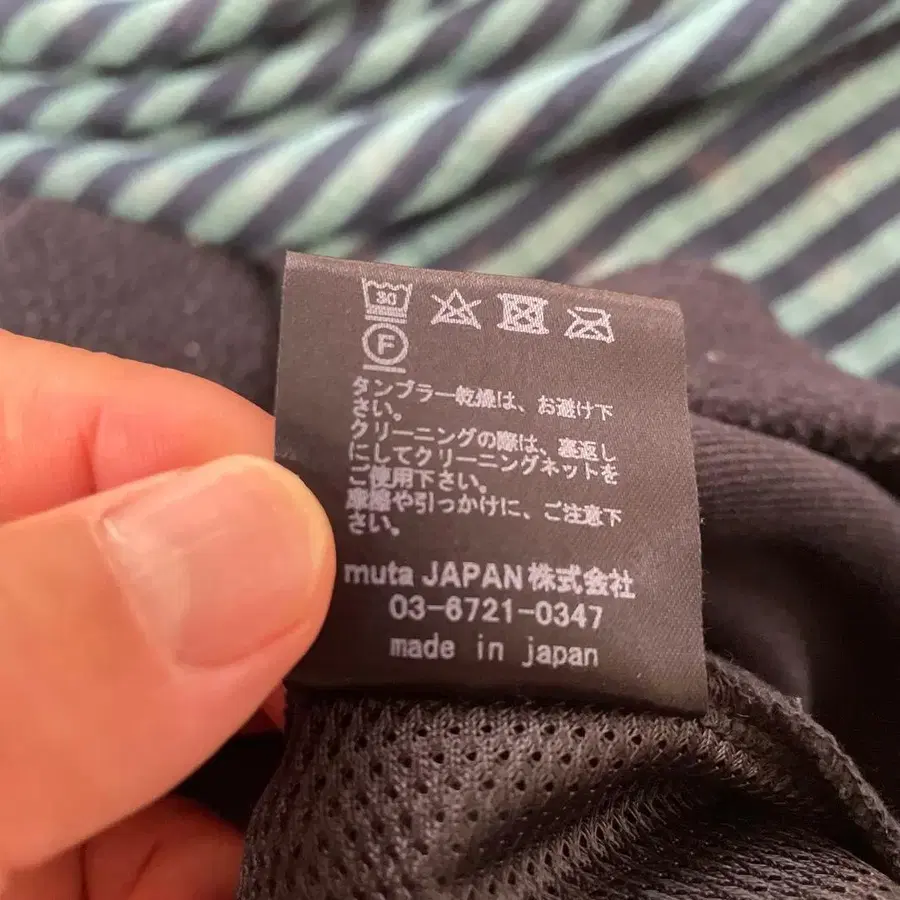 30
F
タンブラー乾燥は、お避け下
さい。
クリーニングの際は、裏返し
にしてクリーニングネットを
ご使用下さい。
摩擦や引っかけに、ご注意下
さい。
muta JAPAN株式会社
03-6721-0347
made in japan